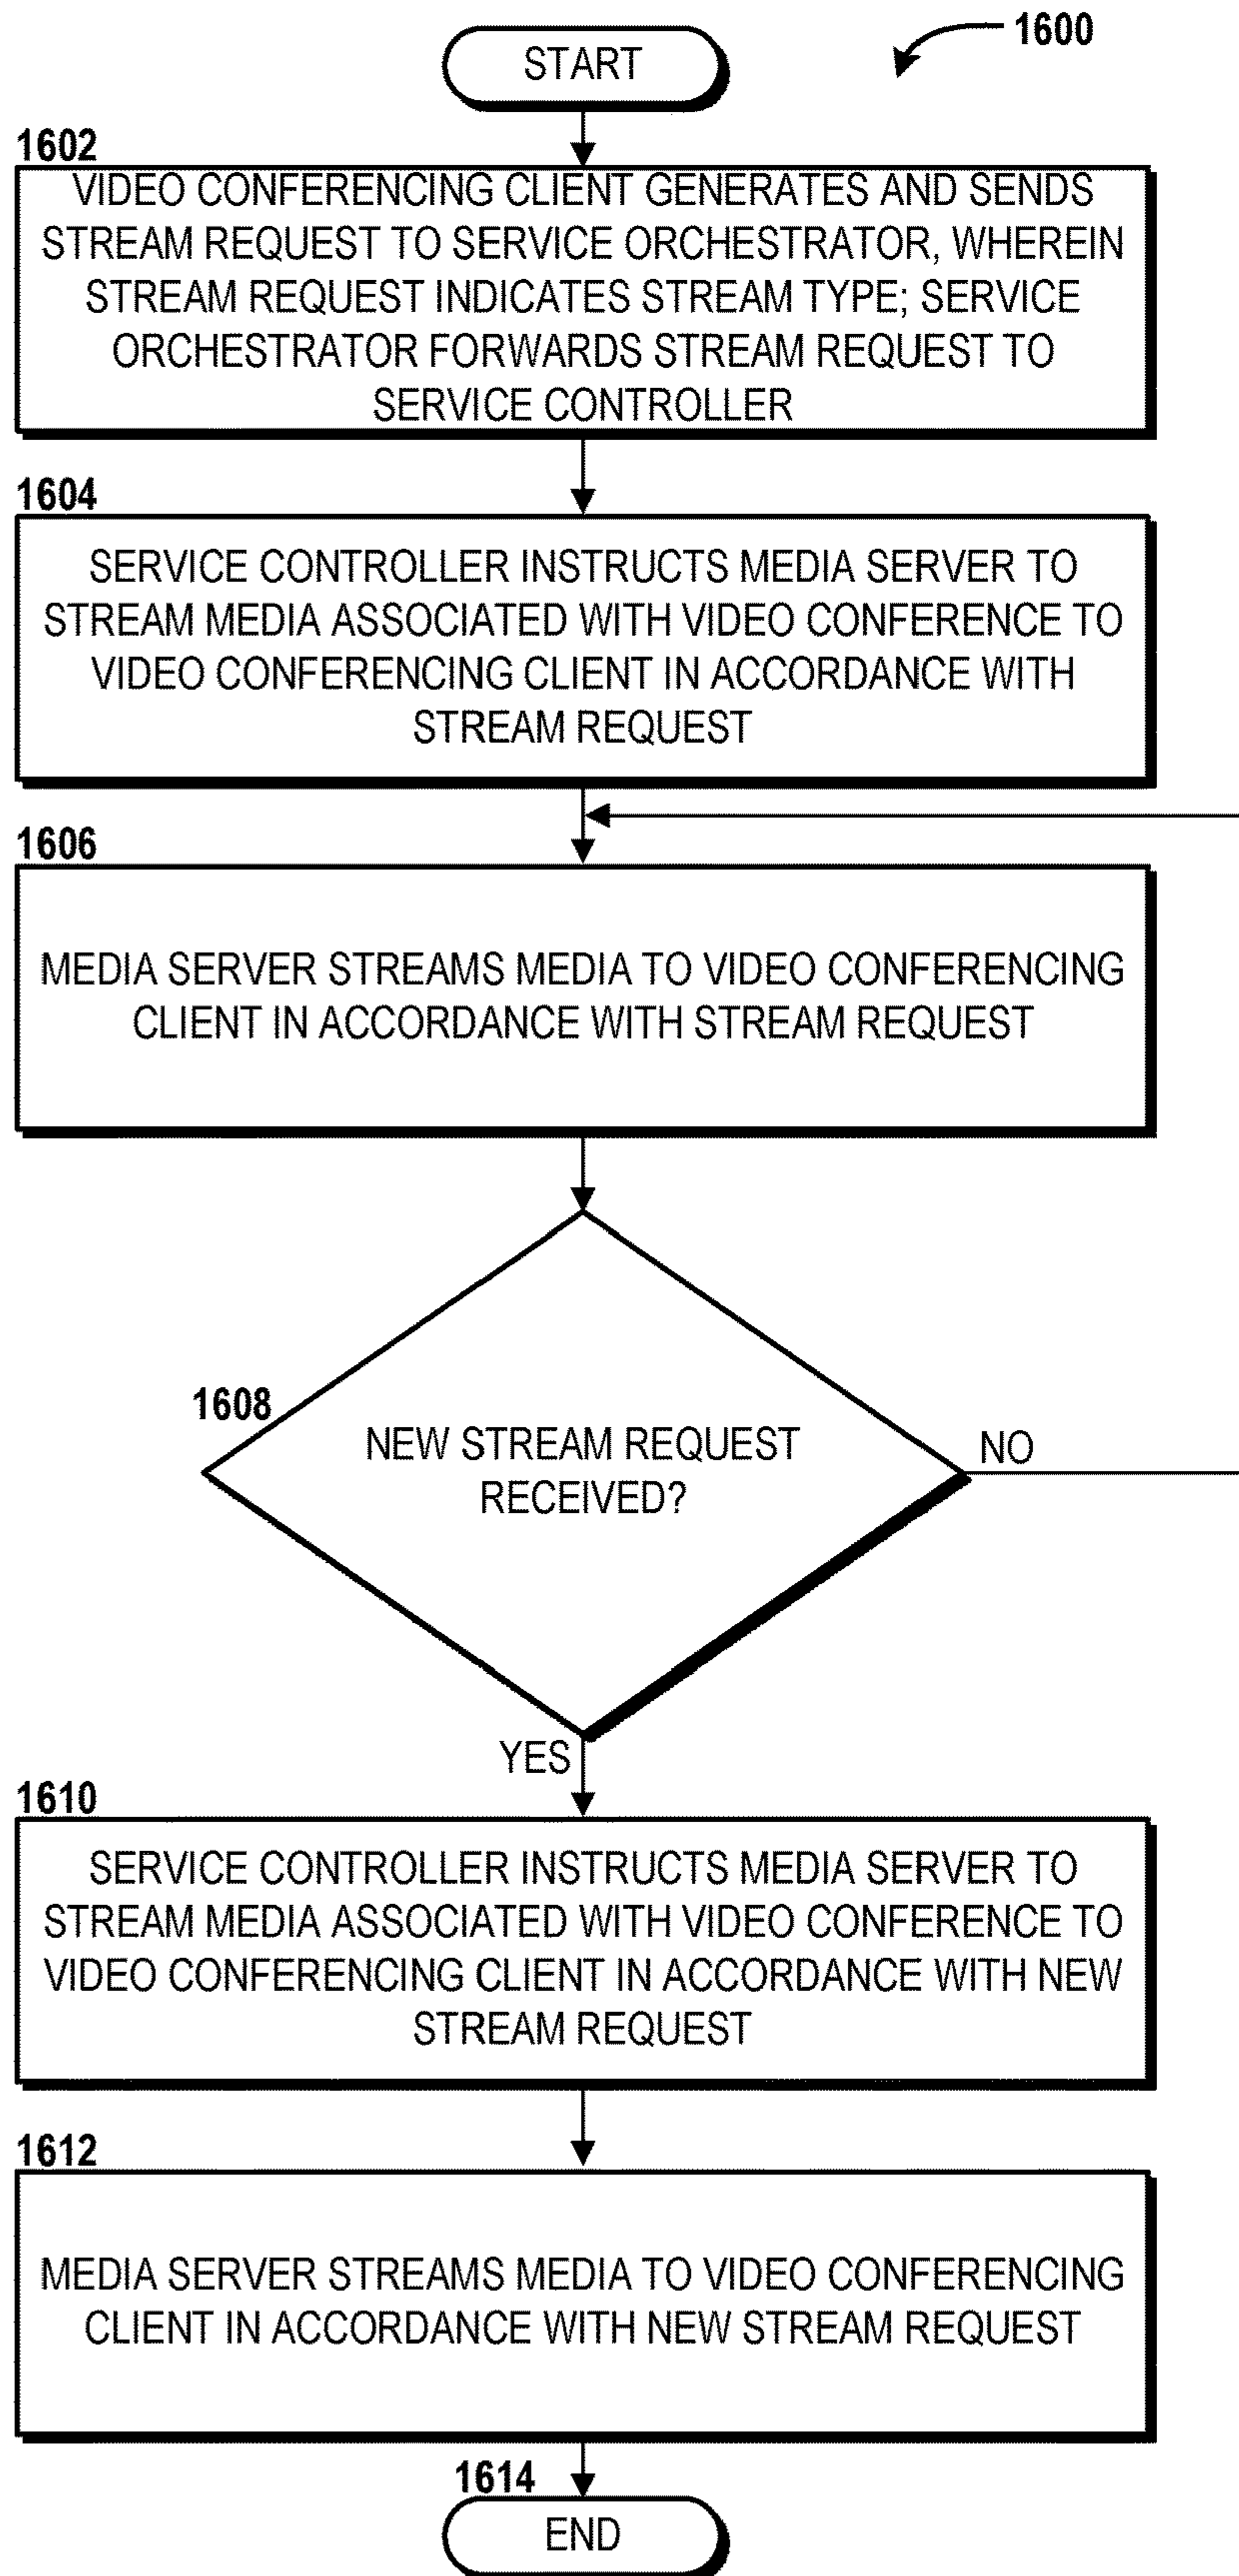 START
1600
1602
VIDEO CONFERENCING CLIENT GENERATES AND SENDS
STREAM REQUEST TO SERVICE ORCHESTRATOR, WHEREIN
STREAM REQUEST INDICATES STREAM TYPE; SERVICE
ORCHESTRATOR FORWARDS STREAM REQUEST TO
SERVICE CONTROLLER
1604
SERVICE CONTROLLER INSTRUCTS MEDIA SERVER TO
STREAM MEDIA ASSOCIATED WITH VIDEO CONFERENCE TO
VIDEO CONFERENCING CLIENT IN ACCORDANCE WITH
STREAM REQUEST
1606
MEDIA SERVER STREAMS MEDIA TO VIDEO CONFERENCING
CLIENT IN ACCORDANCE WITH STREAM REQUEST
1608
NEW STREAM REQUEST
RECEIVED?
NO
YES
1610
SERVICE CONTROLLER INSTRUCTS MEDIA SERVER TO
STREAM MEDIA ASSOCIATED WITH VIDEO CONFERENCE TO
VIDEO CONFERENCING CLIENT IN ACCORDANCE WITH NEW
STREAM REQUEST
1612
MEDIA SERVER STREAMS MEDIA TO VIDEO CONFERENCING
CLIENT IN ACCORDANCE WITH NEW STREAM REQUEST
1614
END